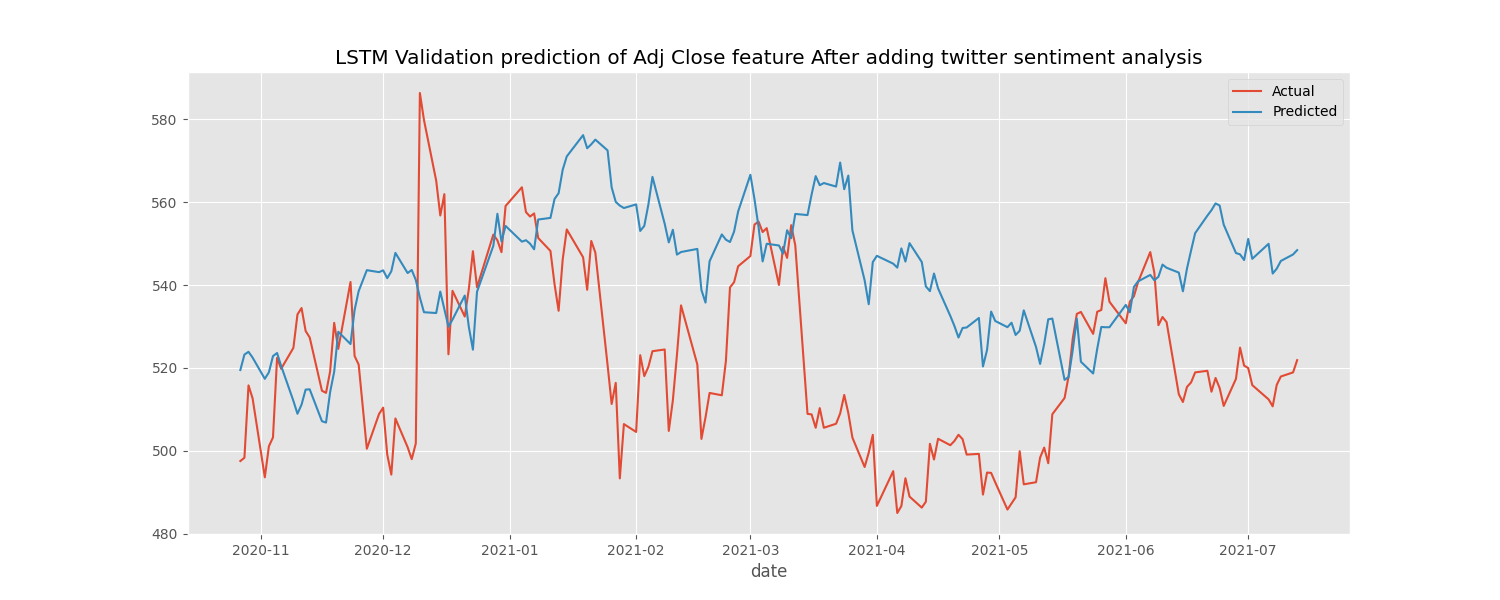 LSTM Validation prediction of Adj Close feature After adding twitter sentiment analysis
Actual
Predicted
580
560
540
520
500
480
2020-11 2020-12 2021-01 2021-02 2021-03 2021-04 2021-05 2021-06 2021-07
date